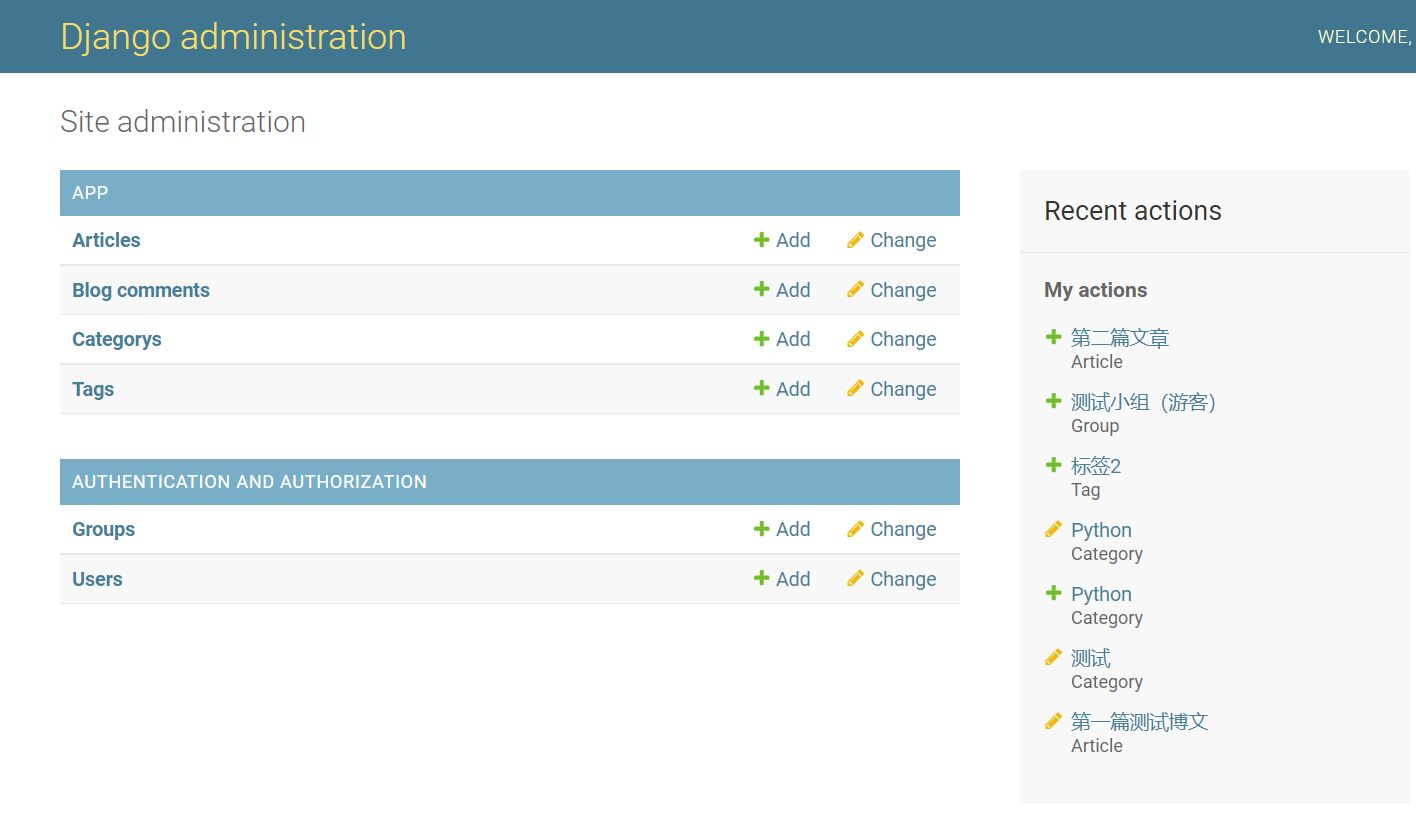 Django administration
WELCOME,
Site administration
APP
Articles Add Change
Blog comments Add Change
Categorys Add Change
Tags Add Change
AUTHENTICATION AND AUTHORIZATION
Groups Add Change
Users Add Change
Recent actions
My actions
第二篇文章
Article
测试小组（游客）
Group
标签2
Tag
Python
Category
Python
Category
测试
Category
第一篇测试博文
Article